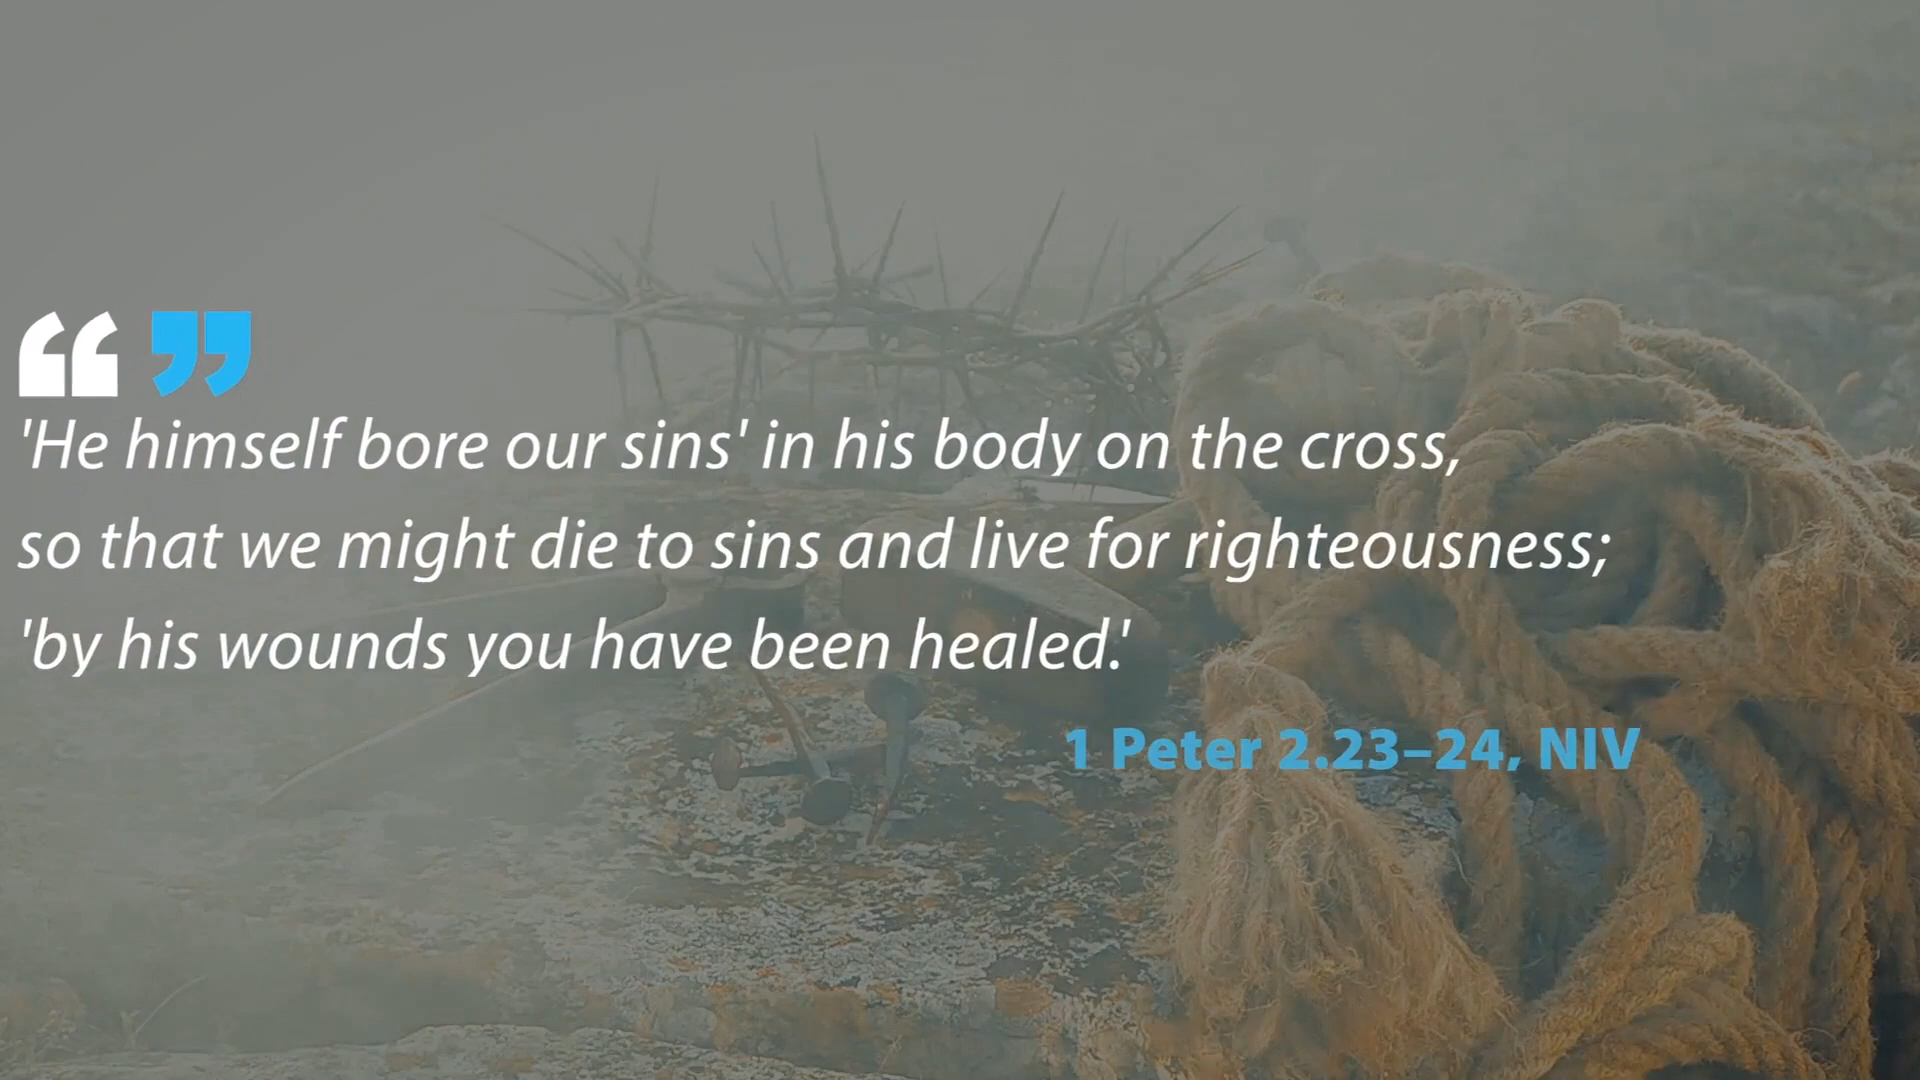 'He himself bore our sins' in his body on the cross,
so that we might die to sins and live for righteousness;
'by his wounds you have been healed.'
1 Peter 2.23–24, NIV